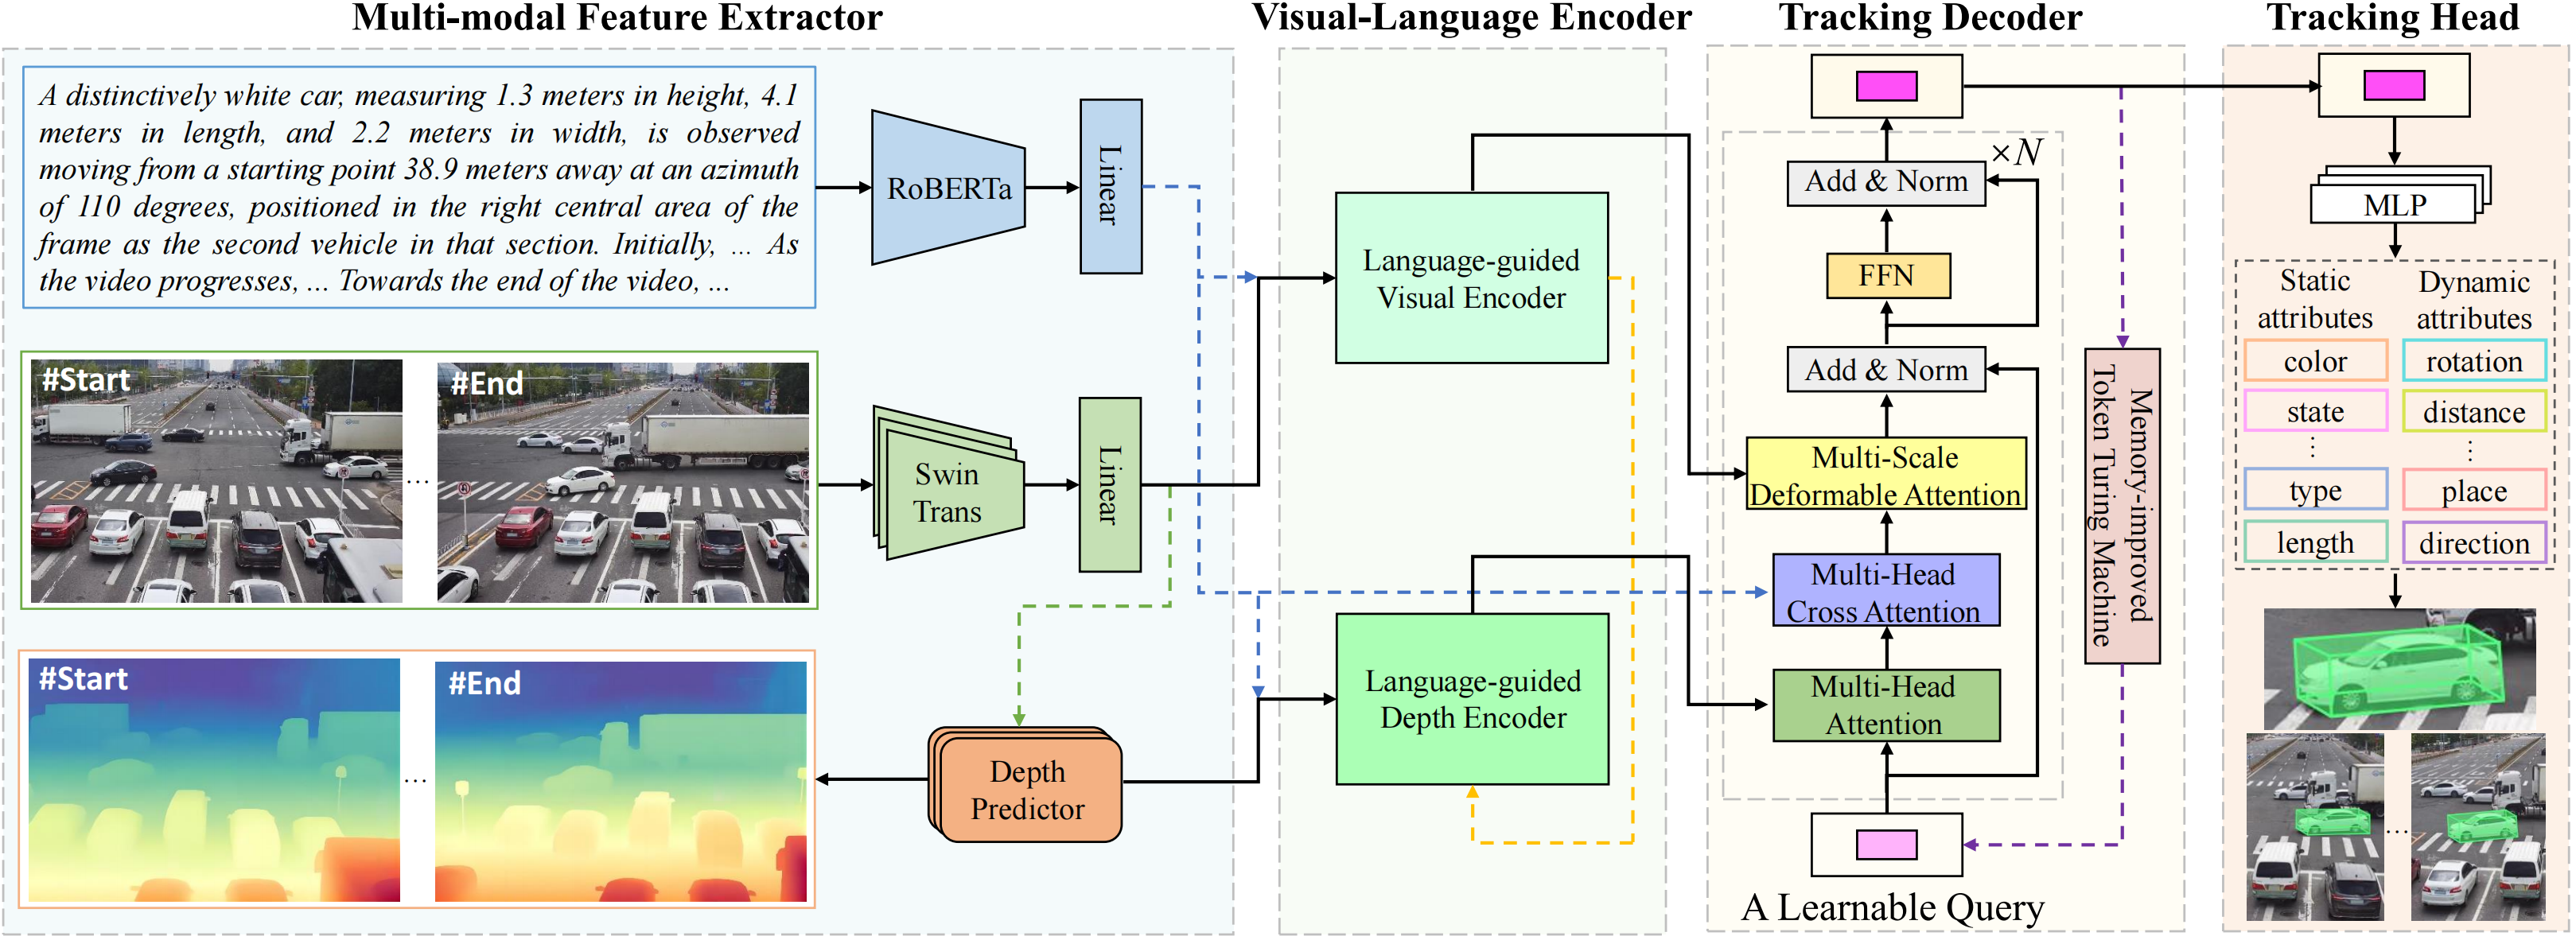 Multi-modal Feature Extractor
Visual-Language Encoder
Tracking Decoder
Tracking Head
A distinctively white car, measuring 1.3 meters in height, 4.1
meters in length, and 2.2 meters in width, is observed
moving from a starting point 38.9 meters away at an azimuth
of 110 degrees, positioned in the right central area of the
frame as the second vehicle in that section. Initially, ... As
the video progresses, ... Towards the end of the video, ...
RoBERTa
Linear
#Start
...
#End
Swin
Trans
Linear
#Start
...
#End
Depth
Predictor
Language-guided
Visual Encoder
Language-guided
Depth Encoder
×N
Add & Norm
FFN
Add & Norm
Multi-Scale
Deformable Attention
Multi-Head
Cross Attention
Multi-Head
Attention
A Learnable Query
Memory-improved
Token Turing Machine
MLP
Static
attributes
color
state
⋮
type
length
Dynamic
attributes
rotation
distance
⋮
place
direction
...